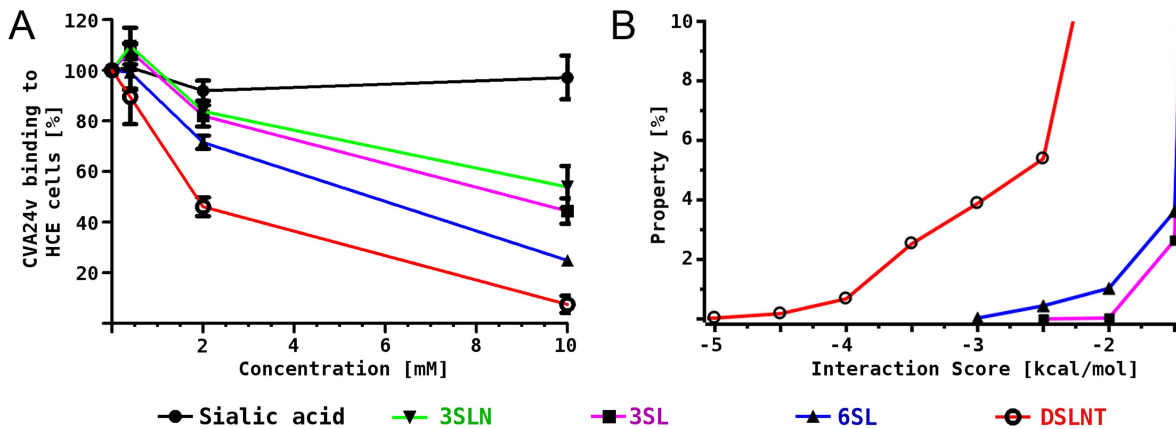 A
CVA24v binding to
HCE cells [%]
120
100
80
60
40
20
0 2 4 6 8 10
Concentration [mM]
B
Property [%]
10
8
6
4
2
-5 -4 -3 -2
Interaction Score [kcal/mol]
Sialic acid 3SLN 3SL 6SL DSLNT